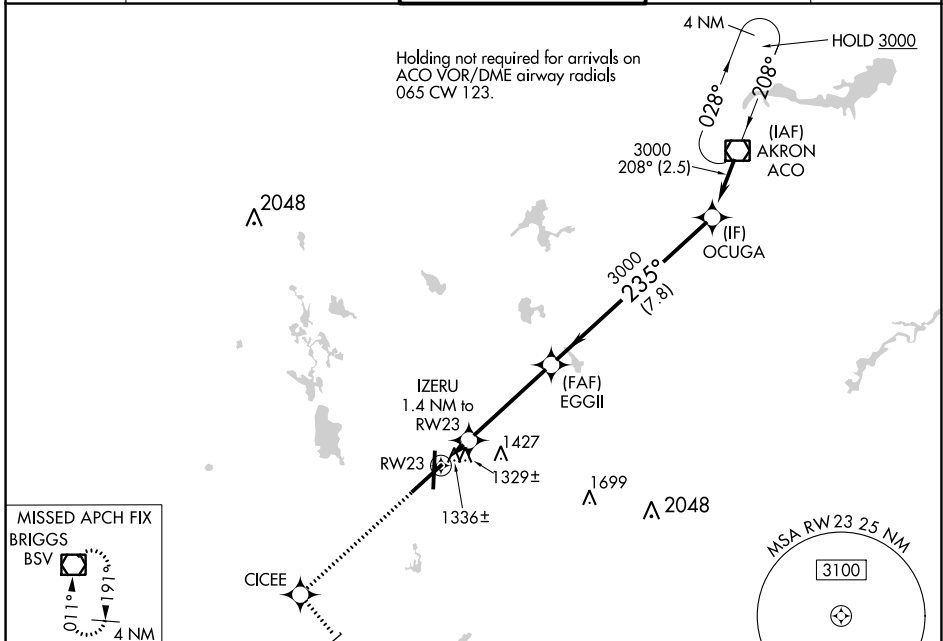 4 NM
HOLD 3000
Holding not required for arrivals on
ACO VOR/DME airway radials
065 CW 123.
028°
208°
(IAF)
AKRON
ACO
3000
208° (2.5)
2048
(IF)
OCUGA
3000
235°
(7.8)
(FAF)
EGGII
IZERU
1.4 NM to
RW23
1427
RW23
1329±
1336±
1699
2048
MISSED APCH FIX
BRIGGS
BSV
011°
191°
4 NM
CICEE
1
MSA RW 23 25 NM
3100